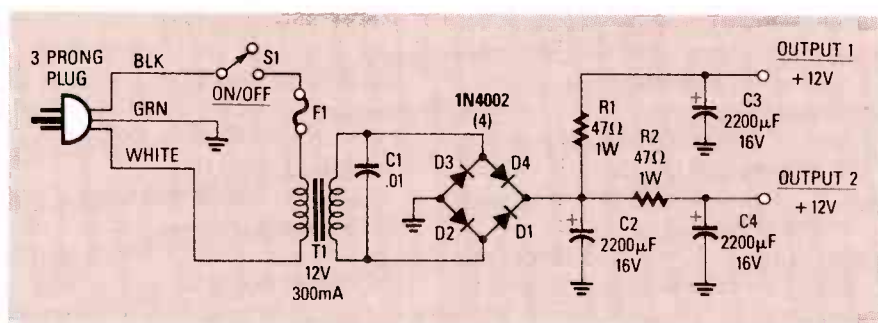 3 PRONG
PLUG
BLK
S1
ON/OFF
GRN
F1
WHITE
T1
12V
300mA
C1
.01
1N4002
(4)
D3
D4
D2
D1
R1
47Ω
1W
R2
47Ω
1W
+
C2
2200μF
16V
+
C3
2200μF
16V
+
C4
2200μF
16V
OUTPUT 1
+12V
OUTPUT 2
+12V